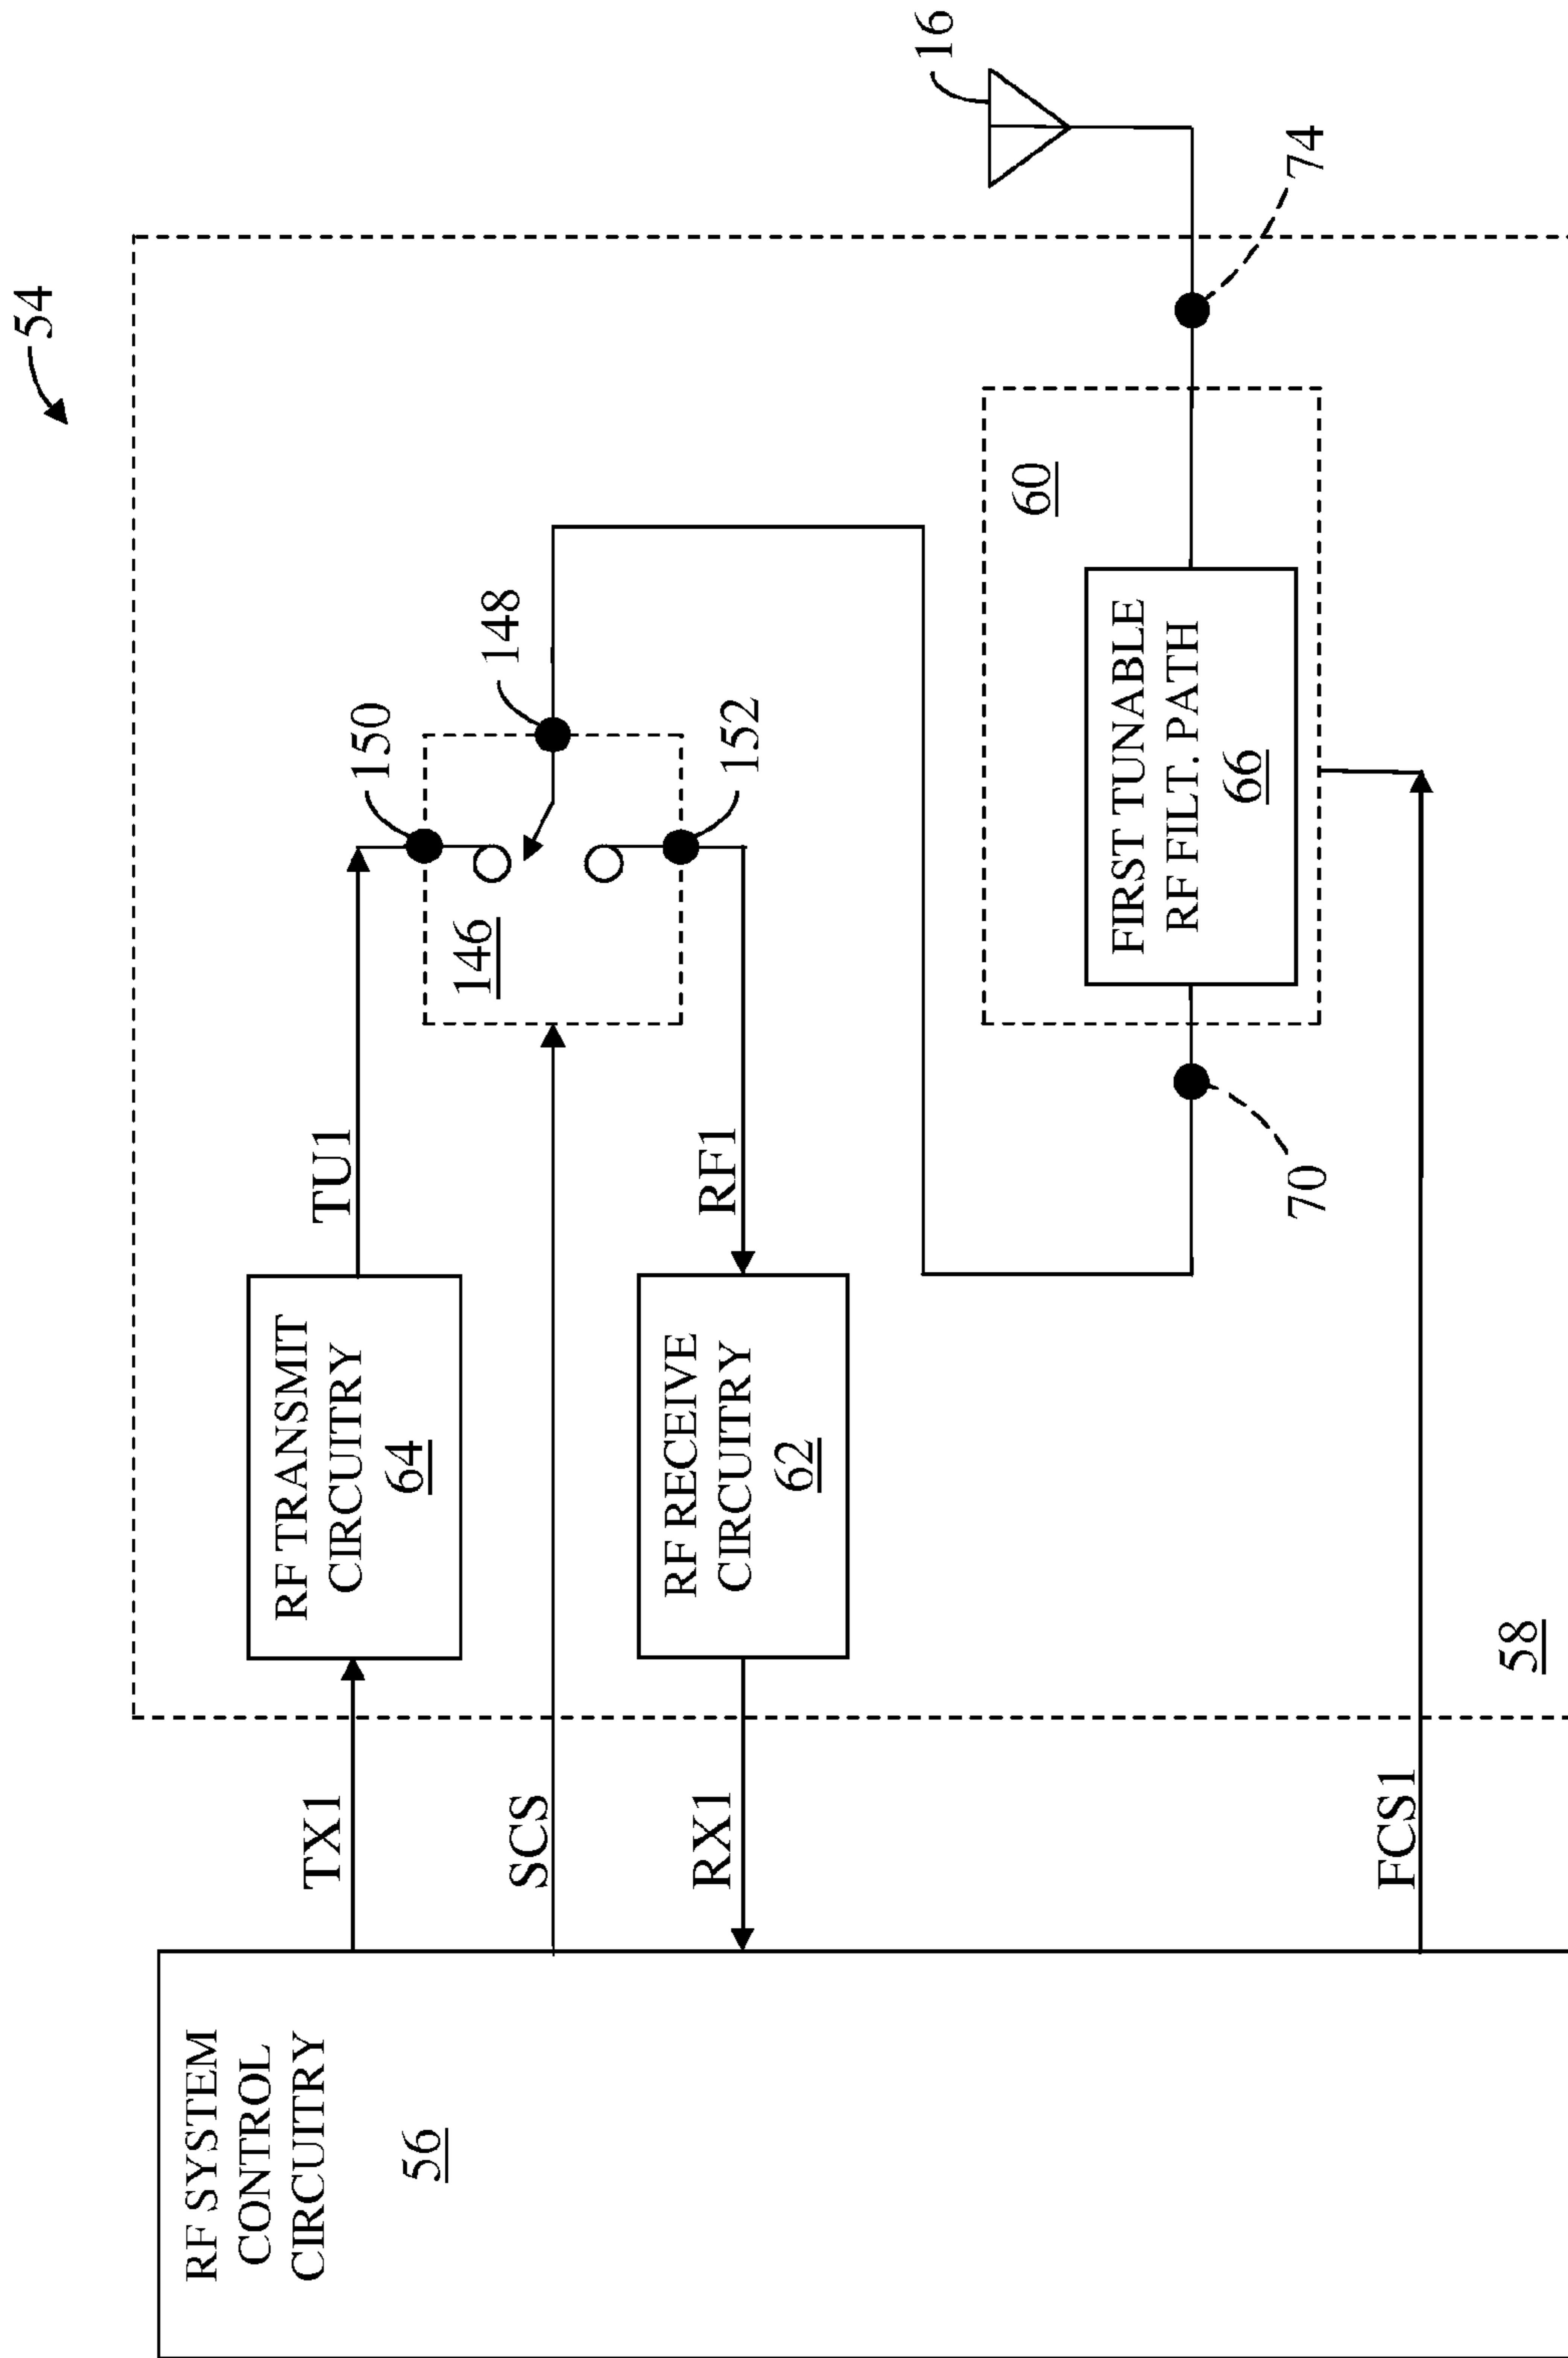 54
RF SYSTEM
CONTROL
CIRCUITRY
56
TX1
SCS
RX1
FCS1
RF TRANSMIT
CIRCUITRY
64
TU1
RF RECEIVE
CIRCUITRY
62
RF1
146
150
148
152
60
FIRST TUNABLE
RF FILT. PATH
66
70
74
16
58